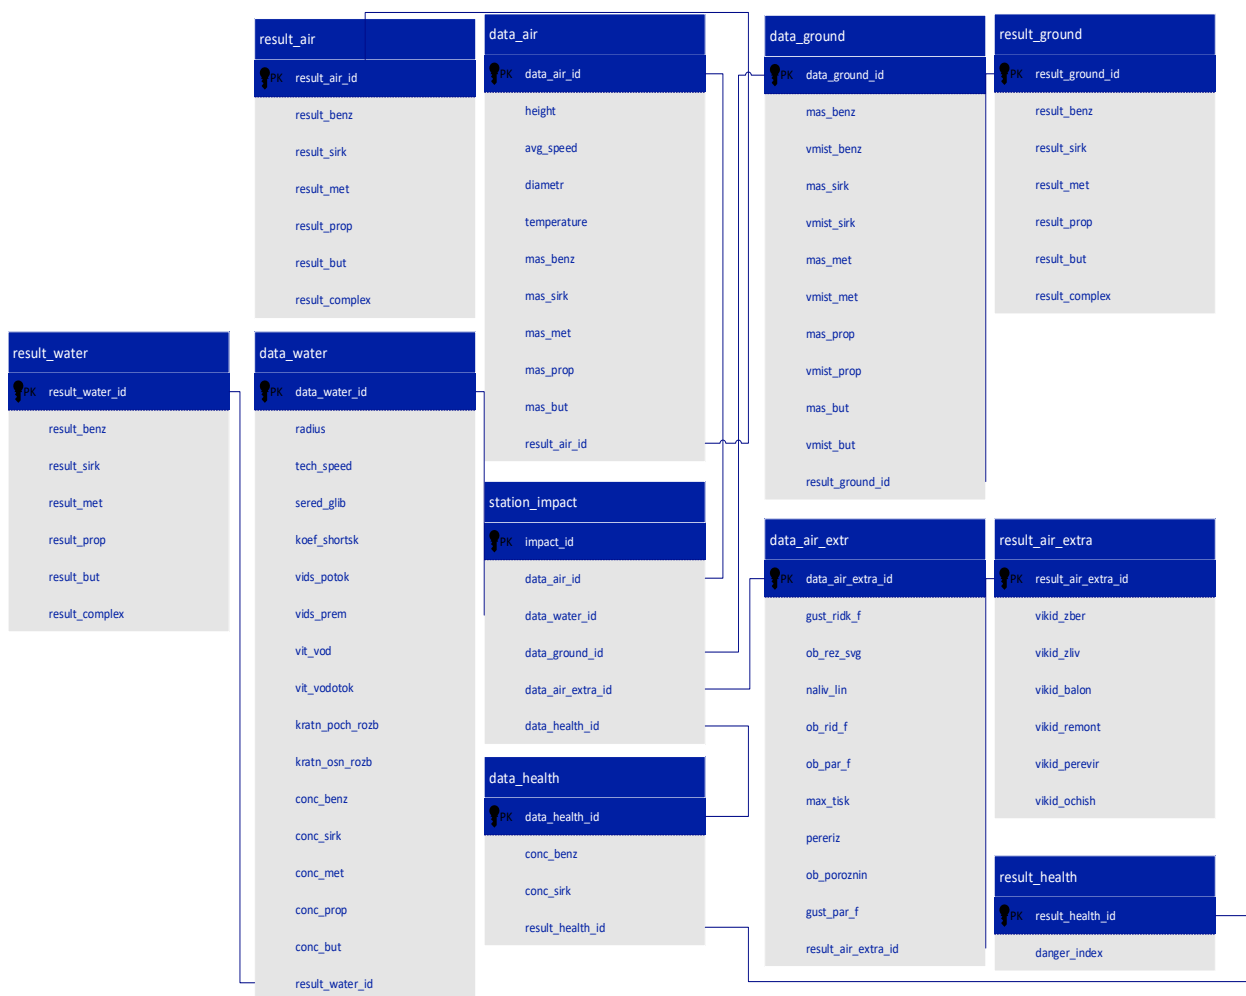 result_air
PK result_air_id
result_benz
result_sirk
result_met
result_prop
result_but
result_complex
data_air
PK data_air_id
height
avg_speed
diametr
temperature
mas_benz
mas_sirk
mas_met
mas_prop
mas_but
result_air_id
data_ground
PK data_ground_id
mas_benz
vmist_benz
mas_sirk
vmist_sirk
mas_met
vmist_met
mas_prop
vmist_prop
mas_but
vmist_but
result_ground_id
result_ground
PK result_ground_id
result_benz
result_sirk
result_met
result_prop
result_but
result_complex
result_water
PK result_water_id
result_benz
result_sirk
result_met
result_prop
result_but
result_complex
data_water
PK data_water_id
radius
tech_speed
sered_glib
koef_shortsk
vids_potok
vids_prem
vit_vod
vit_vodotok
kratn_poch_rozb
kratn_osn_rozb
conc_benz
conc_sirk
conc_met
conc_prop
conc_but
result_water_id
station_impact
PK impact_id
data_air_id
data_water_id
data_ground_id
data_air_extra_id
data_health_id
data_health
PK data_health_id
conc_benz
conc_sirk
result_health_id
data_air_extr
PK data_air_extra_id
gust_ridk_f
ob_rez_svg
naliv_lin
ob_rid_f
ob_par_f
max_tisk
pereriz
ob_poroznin
gust_par_f
result_air_extra_id
result_air_extra
PK result_air_extra_id
vikid_zber
vikid_zliv
vikid_balon
vikid_remont
vikid_perevir
vikid_ochish
result_health
PK result_health_id
danger_index